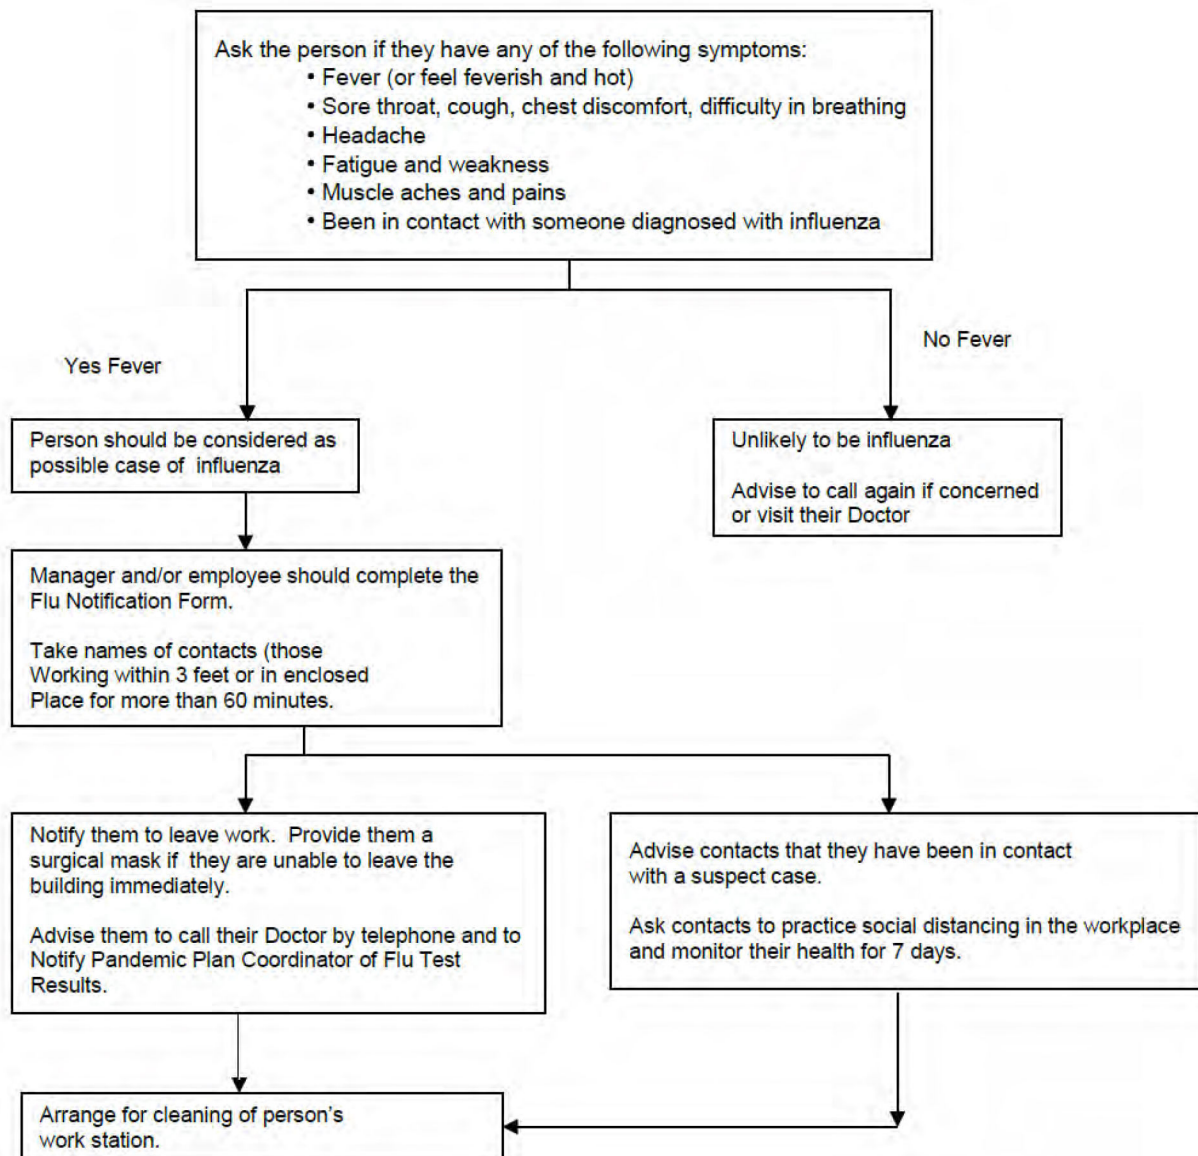 Ask the person if they have any of the following symptoms:
• Fever (or feel feverish and hot)
• Sore throat, cough, chest discomfort, difficulty in breathing
• Headache
• Fatigue and weakness
• Muscle aches and pains
• Been in contact with someone diagnosed with influenza
Yes Fever
No Fever
Person should be considered as
possible case of influenza
Unlikely to be influenza
Advise to call again if concerned
or visit their Doctor
Manager and/or employee should complete the
Flu Notification Form.
Take names of contacts (those
Working within 3 feet or in enclosed
Place for more than 60 minutes.
Notify them to leave work. Provide them a
surgical mask if they are unable to leave the
building immediately.
Advise them to call their Doctor by telephone and to
Notify Pandemic Plan Coordinator of Flu Test
Results.
Advise contacts that they have been in contact
with a suspect case.
Ask contacts to practice social distancing in the workplace
and monitor their health for 7 days.
Arrange for cleaning of person's
work station.